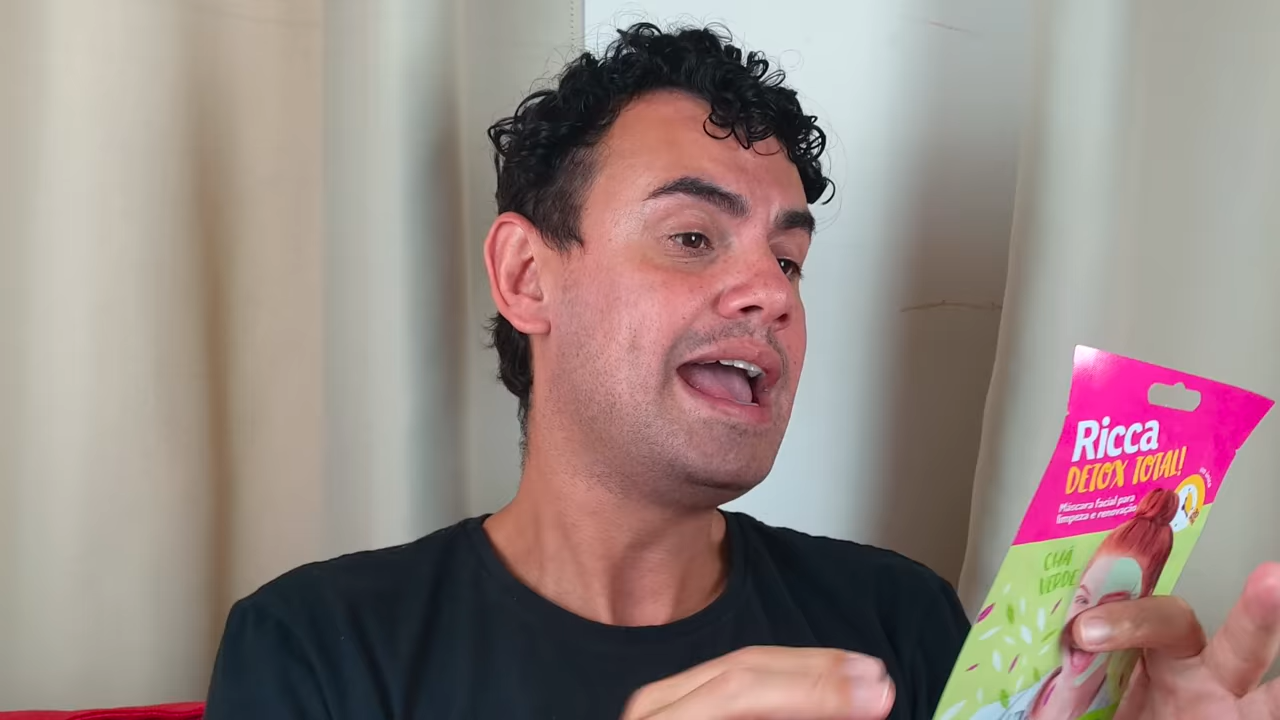 Ricca
DETOX TOTAL!
Máscara facial para
limpeza e renovação
CHÁ
VERDE